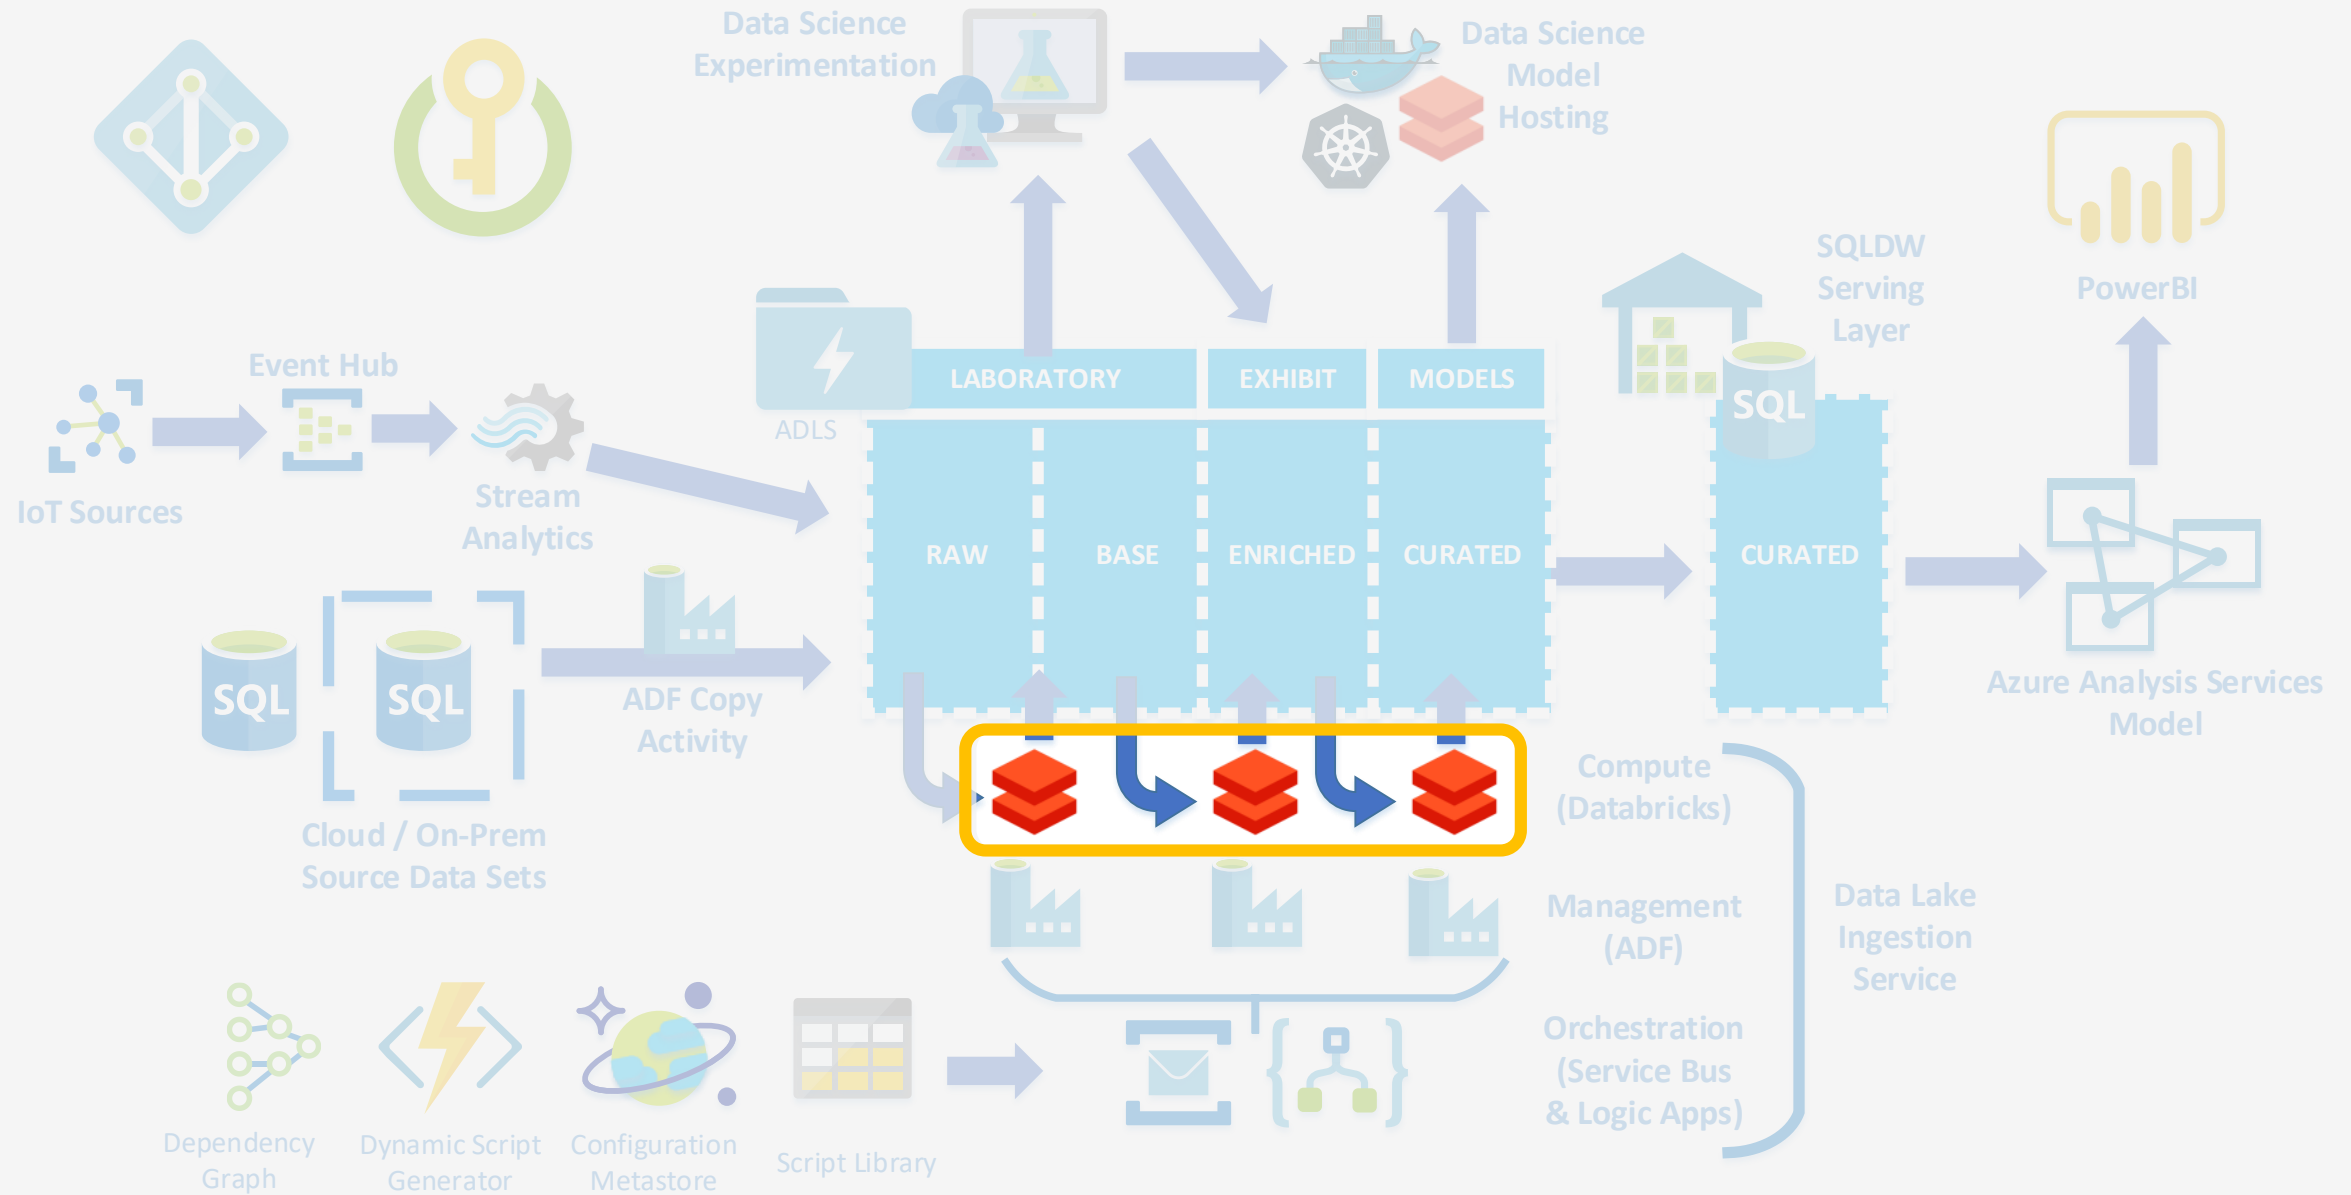 Data Science
Experimentation
Data Science
Model
Hosting
SQLDW
Serving
Layer
PowerBI
Event Hub
IoT Sources
Stream
Analytics
ADLS
LABORATORY
EXHIBIT
MODELS
RAW
BASE
ENRICHED
CURATED
SQL
CURATED
SQL
SQL
ADF Copy
Activity
Cloud / On-Prem
Source Data Sets
Azure Analysis Services
Model
Compute
(Databricks)
Management
(ADF)
Orchestration
(Service Bus
& Logic Apps)
Data Lake
Ingestion
Service
Dependency
Graph
Dynamic Script
Generator
Configuration
Metastore
Script Library